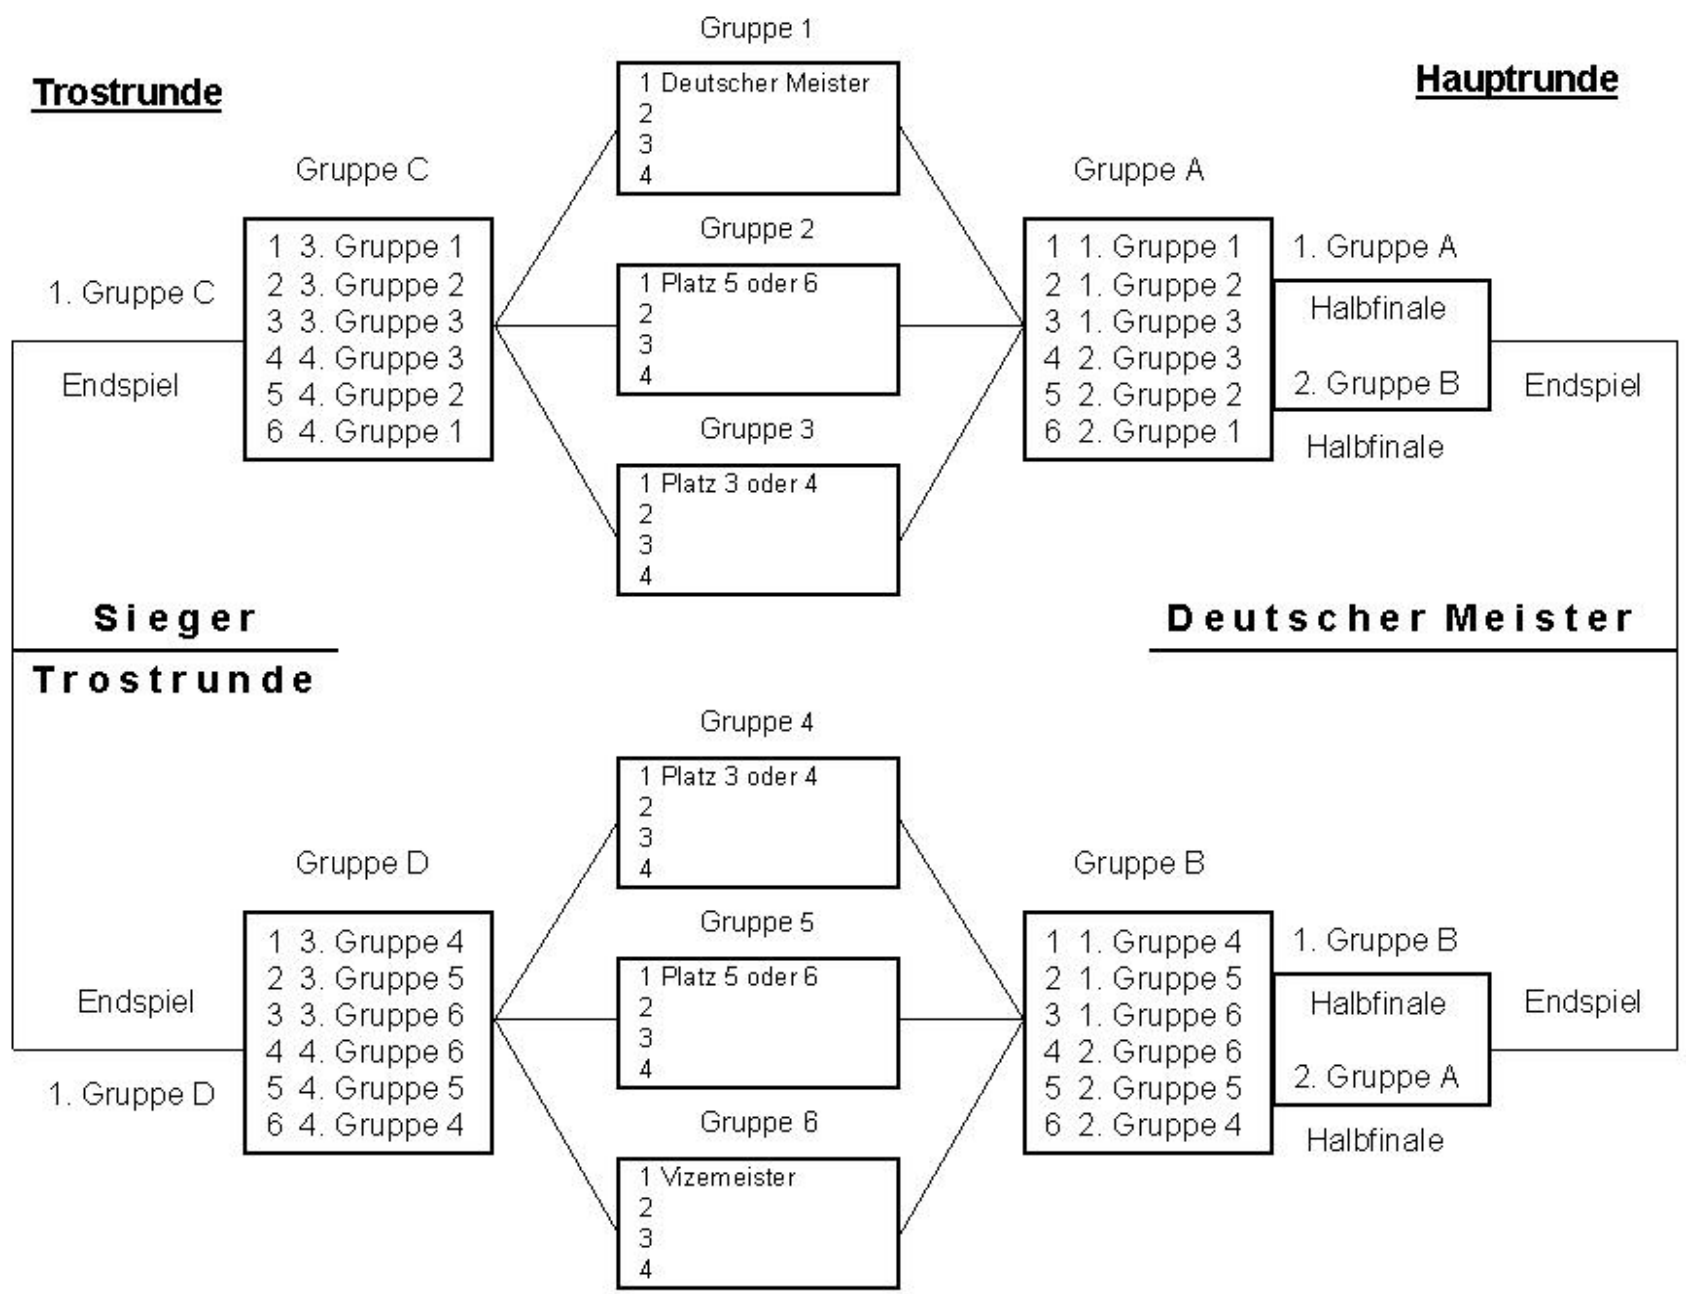 Trostrunde
Hauptrunde
Gruppe 1
1 Deutscher Meister
2
3
4
Gruppe 2
1 Platz 5 oder 6
2
3
4
Gruppe 3
1 Platz 3 oder 4
2
3
4
Gruppe C
1 3. Gruppe 1
2 3. Gruppe 2
3 3. Gruppe 3
4 4. Gruppe 3
5 4. Gruppe 2
6 4. Gruppe 1
1. Gruppe C
Endspiel
Gruppe A
1 1. Gruppe 1
2 1. Gruppe 2
3 1. Gruppe 3
4 2. Gruppe 3
5 2. Gruppe 2
6 2. Gruppe 1
1. Gruppe A
Halbfinale
2. Gruppe B
Halbfinale
Endspiel
Sieger
Trostrunde
Deutscher Meister
Gruppe 4
1 Platz 3 oder 4
2
3
4
Gruppe 5
1 Platz 5 oder 6
2
3
4
Gruppe 6
1 Vizemeister
2
3
4
Gruppe D
1 3. Gruppe 4
2 3. Gruppe 5
3 3. Gruppe 6
4 4. Gruppe 6
5 4. Gruppe 5
6 4. Gruppe 4
Endspiel
1. Gruppe D
Gruppe B
1 1. Gruppe 4
2 1. Gruppe 5
3 1. Gruppe 6
4 2. Gruppe 6
5 2. Gruppe 5
6 2. Gruppe 4
1. Gruppe B
Halbfinale
2. Gruppe A
Halbfinale
Endspiel